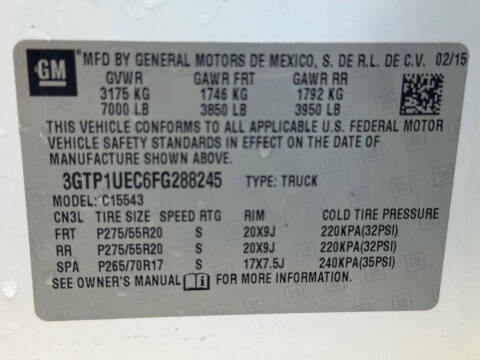 GM
MFD BY GENERAL MOTORS DE MEXICO, S. DE R.L. DE C.V. 02/15
GVWR GAWR FRT GAWR RR
3175 KG 1746 KG 1792 KG
7000 LB 3850 LB 3950 LB
THIS VEHICLE CONFORMS TO ALL APPLICABLE U.S. FEDERAL MOTOR
VEHICLE SAFETY STANDARDS IN EFFECT ON THE DATE OF
MANUFACTURE SHOWN ABOVE.
3GTP1UEC6FG288245 TYPE: TRUCK
MODEL: C15543
CN3L TIRE SIZE SPEED RTG RIM COLD TIRE PRESSURE
FRT P275/55R20 S 20X9J 220KPA(32PSI)
RR P275/55R20 S 20X9J 220KPA(32PSI)
SPA P265/70R17 S 17X7.5J 240KPA(35PSI)
SEE OWNER'S MANUAL FOR MORE INFORMATION.